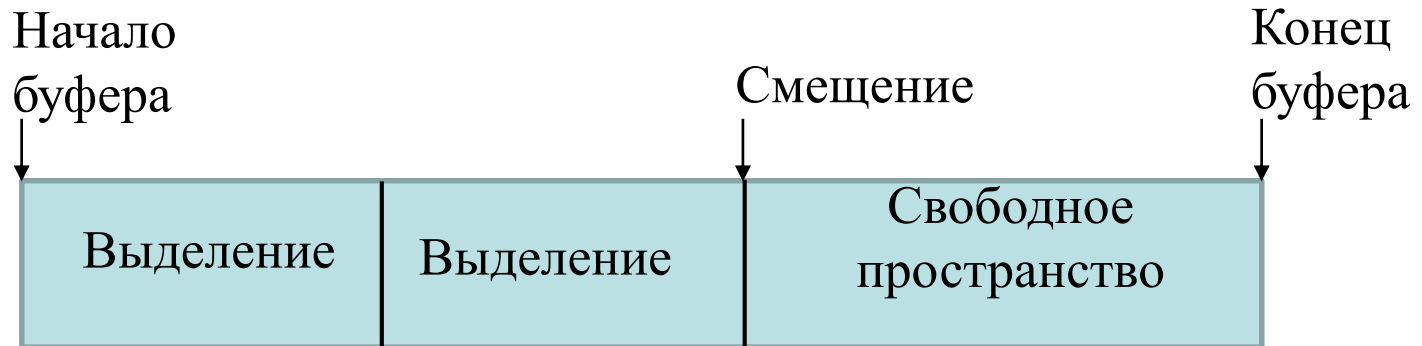 Начало
буфера
Смещение
Конец
буфера
Выделение
Выделение
Свободное
пространство